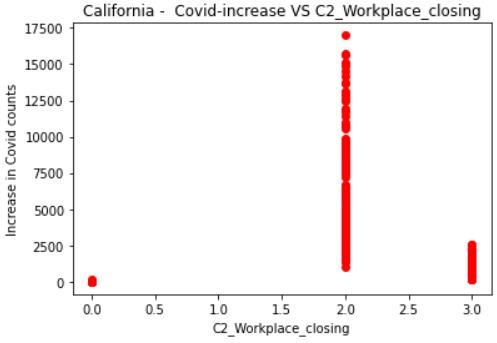 California -  Covid-increase VS C2_Workplace_closing
17500
15000
12500
10000
7500
5000
2500
0
Increase in Covid counts
0.0 0.5 1.0 1.5 2.0 2.5 3.0
C2_Workplace_closing